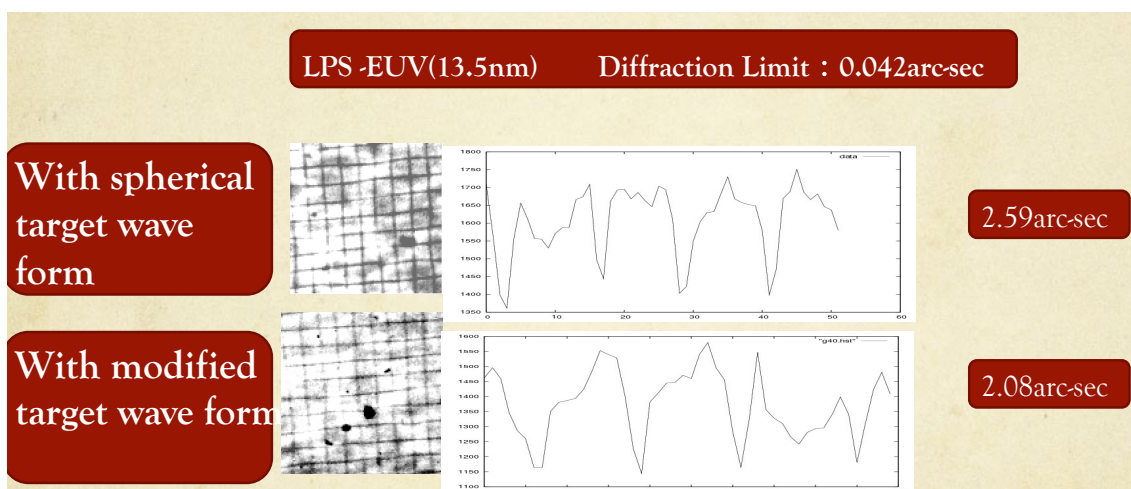 LPS -EUV(13.5nm) Diffraction Limit：0.042arc-sec
With spherical
target wave
form
1800
1750
1700
1650
1600
1550
1500
1450
1400
1350
0
10
20
30
40
50
60
data
2.59arc-sec
With modified
target wave form
1600
1550
1500
1450
1400
1350
1300
1250
1200
1150
1100
"g40.hst"
2.08arc-sec